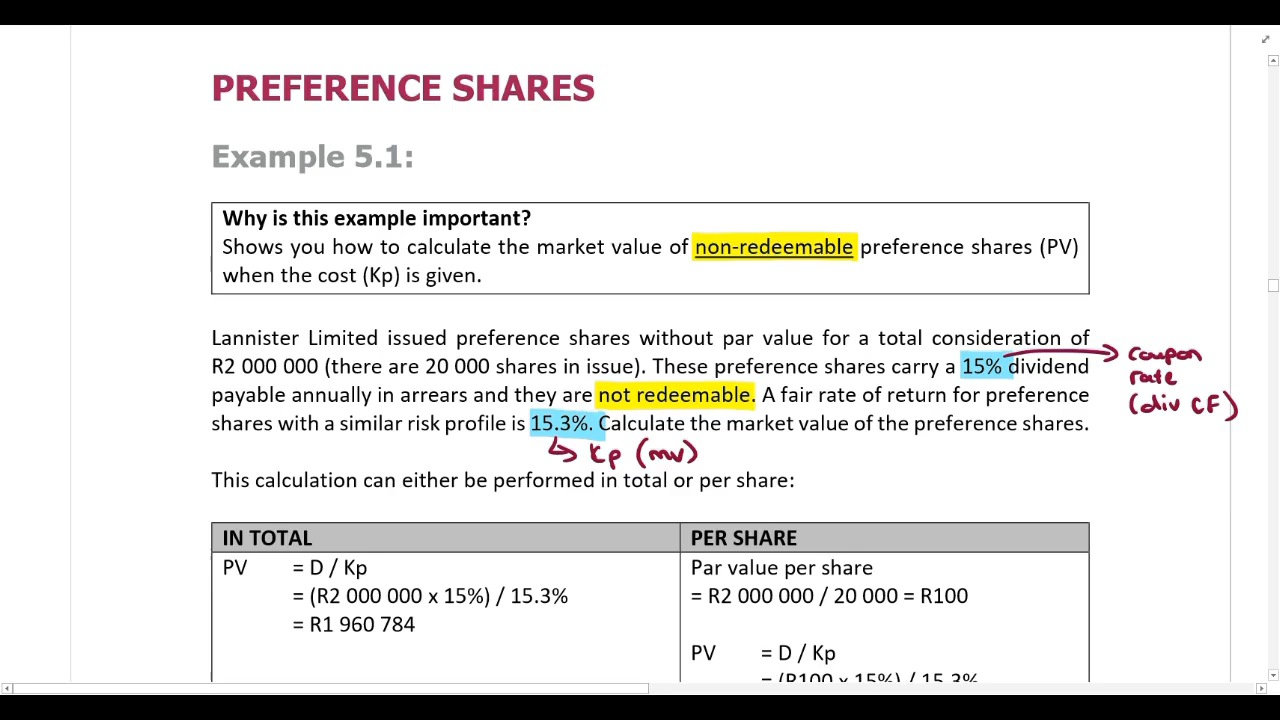 PREFERENCE SHARES
Example 5.1:
Why is this example important?
Shows you how to calculate the market value of non-redeemable preference shares (PV)
when the cost (Kp) is given.
Lannister Limited issued preference shares without par value for a total consideration of
R2 000 000 (there are 20 000 shares in issue). These preference shares carry a 15% dividend
payable annually in arrears and they are not redeemable. A fair rate of return for preference
shares with a similar risk profile is 15.3%. Calculate the market value of the preference shares.
coupon
rate
(div CF)
Kp (mv)
This calculation can either be performed in total or per share:
IN TOTAL
PV = D / Kp
= (R2 000 000 x 15%) / 15.3%
= R1 960 784
PER SHARE
Par value per share
= R2 000 000 / 20 000 = R100
PV = D / Kp
= (R100 x 15%) / 15.3%